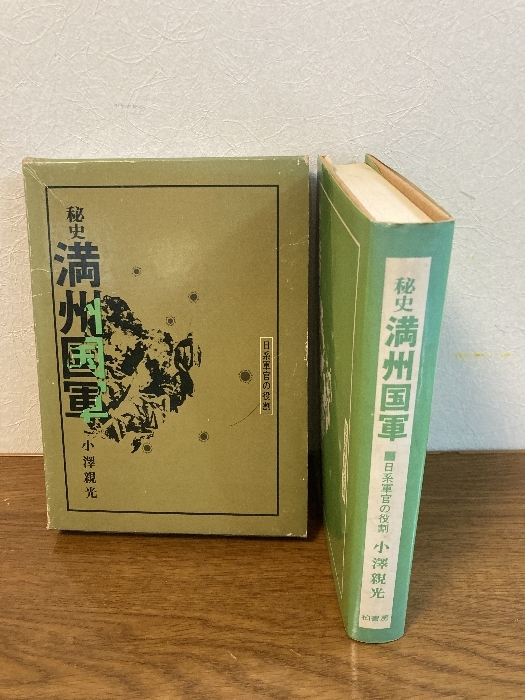 秘史
満州国軍
小澤親光
日系軍官の役割
秘史
満州国軍
■日系軍官の役割
小澤親光
柏書房